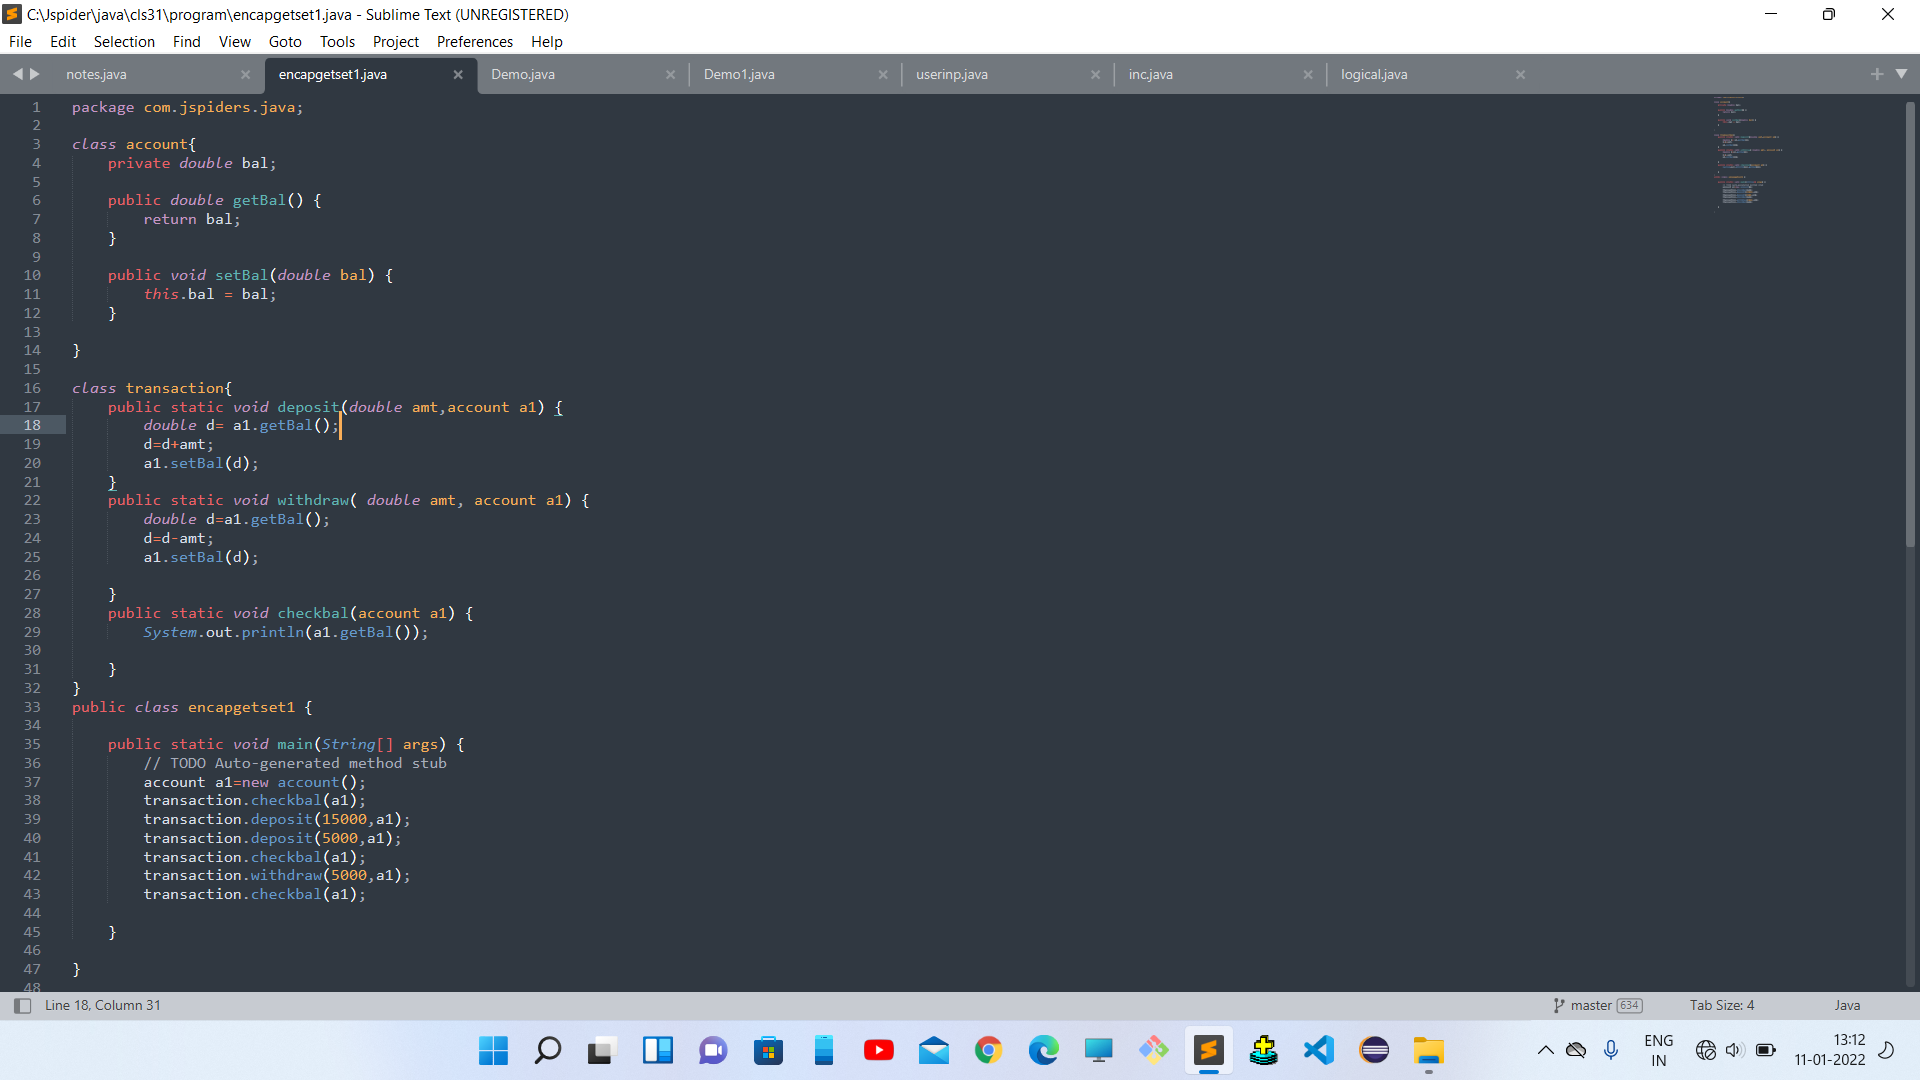 C:\Jspider\java\cls31\program\encapgetset1.java - Sublime Text (UNREGISTERED)
File Edit Selection Find View Goto Tools Project Preferences Help
notes.java encapgetset1.java Demo.java Demo1.java userinp.java inc.java logical.java
1 package com.jspiders.java;
2
3 class account{
4     private double bal;
5
6     public double getBal() {
7         return bal;
8     }
9
10     public void setBal(double bal) {
11         this.bal = bal;
12     }
13
14 }
15
16 class transaction{
17     public static void deposit(double amt,account a1) {
18         double d= a1.getBal();
19         d=d+amt;
20         a1.setBal(d);
21     }
22     public static void withdraw( double amt, account a1) {
23         double d=a1.getBal();
24         d=d-amt;
25         a1.setBal(d);
26
27     }
28     public static void checkbal(account a1) {
29         System.out.println(a1.getBal());
30
31     }
32 }
33 public class encapgetset1 {
34
35     public static void main(String[] args) {
36         // TODO Auto-generated method stub
37         account a1=new account();
38         transaction.checkbal(a1);
39         transaction.deposit(15000,a1);
40         transaction.deposit(5000,a1);
41         transaction.checkbal(a1);
42         transaction.withdraw(5000,a1);
43         transaction.checkbal(a1);
44
45     }
46
47 }
48
Line 18, Column 31 master 634 Tab Size: 4 Java
ENG 13:12
IN 11-01-2022